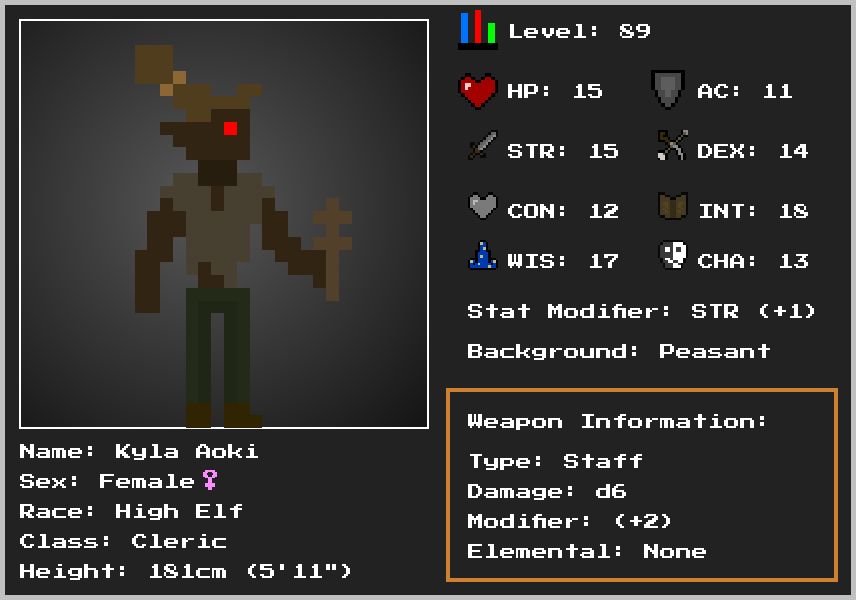 Level: 89
HP: 15
AC: 11
STR: 15
DEX: 14
CON: 12
INT: 18
WIS: 17
CHA: 13
Stat Modifier: STR (+1)
Background: Peasant
Weapon Information:
Type: Staff
Damage: d6
Modifier: (+2)
Elemental: None
Name: Kyla Aoki
Sex: Female♀
Race: High Elf
Class: Cleric
Height: 181cm (5'11")